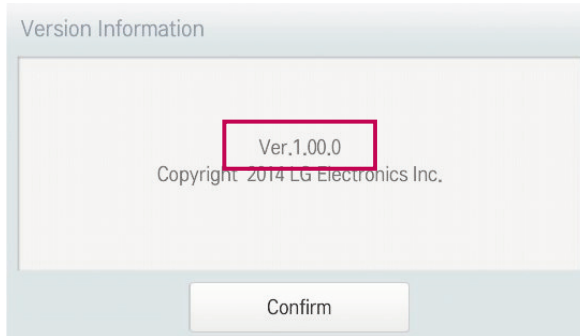 Version Information
Ver.1.00.0
Copyright 2014 LG Electronics Inc.
Confirm